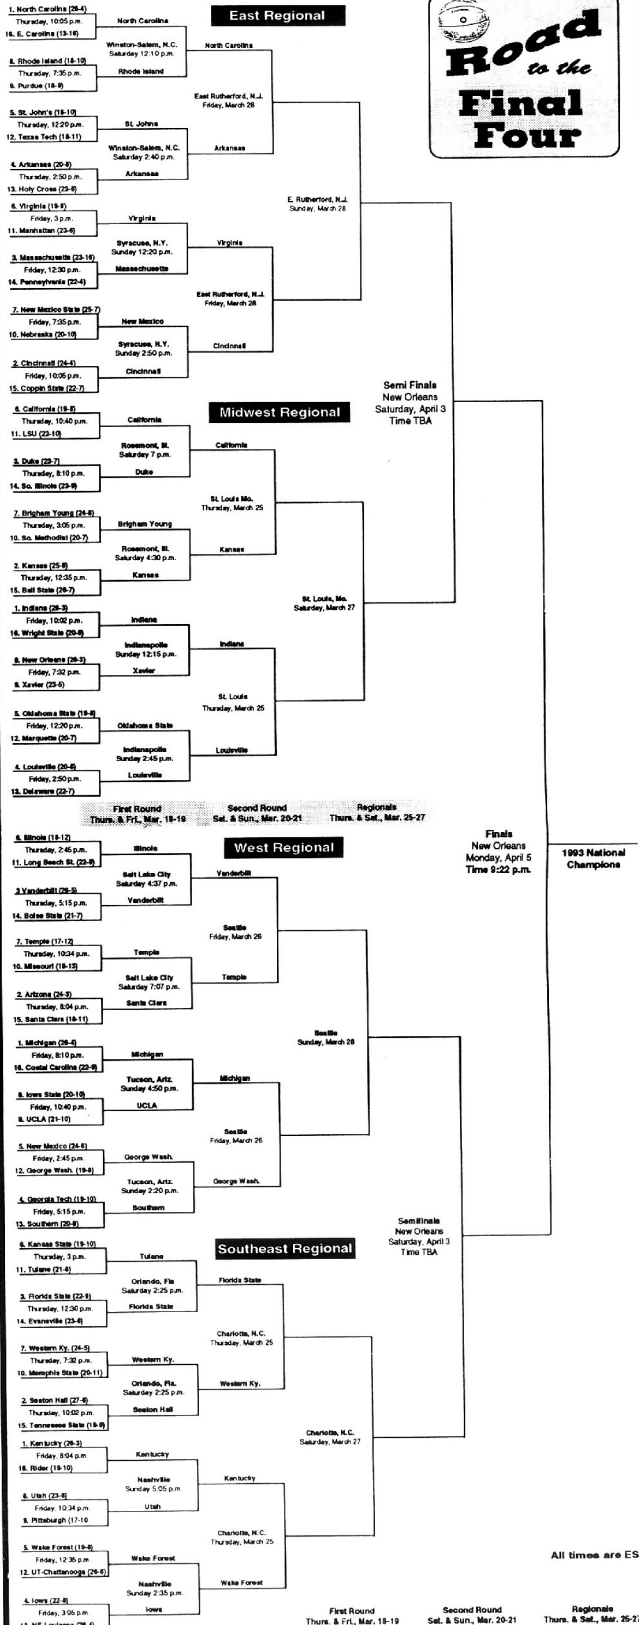 Road
to the
Final
Four
East Regional
1. North Carolina (28-4)
Thursday, 10:05 p.m.
16. E. Carolina (13-16)
North Carolina
Winston-Salem, N.C.
Saturday 12:10 p.m.
North Carolina
8. Rhode Island (18-10)
Thursday, 7:35 p.m.
9. Purdue (18-9)
Rhode Island
East Rutherford, N.J.
Friday, March 26
5. St. John's (18-10)
Thursday, 12:20 p.m.
12. Texas Tech (18-11)
St. Johns
Winston-Salem, N.C.
Saturday 2:40 p.m.
Arkansas
4. Arkansas (20-8)
Thursday, 2:50 p.m.
13. Holy Cross (23-6)
Arkansas
E. Rutherford, N.J.
Sunday, March 28
6. Virginia (19-9)
Friday, 3 p.m.
11. Manhattan (23-6)
Virginia
Syracuse, N.Y.
Sunday 12:20 p.m.
Virginia
3. Massachusetts (23-16)
Friday, 12:30 p.m.
14. Pennsylvania (22-4)
Massachusetts
East Rutherford, N.J.
Friday, March 26
7. New Mexico State (25-7)
Friday, 7:35 p.m.
10. Nebraska (20-10)
New Mexico
Syracuse, N.Y.
Sunday 2:50 p.m.
Cincinnati
2. Cincinnati (24-4)
Friday, 10:05 p.m.
15. Coppin State (22-7)
Cincinnati
Semi Finals
New Orleans
Saturday, April 3
Time TBA
Midwest Regional
6. California (19-8)
Thursday, 10:40 p.m.
11. LSU (22-10)
California
Rosemont, Ill.
Saturday 7 p.m.
California
3. Duke (23-7)
Thursday, 8:10 p.m.
14. So. Illinois (23-9)
Duke
St. Louis Mo.
Thursday, March 25
7. Brigham Young (24-8)
Thursday, 3:05 p.m.
10. So. Methodist (20-7)
Brigham Young
Rosemont, Ill.
Saturday 4:30 p.m.
Kansas
2. Kansas (25-6)
Thursday, 12:35 p.m.
15. Ball State (26-7)
Kansas
St. Louis, Mo.
Saturday, March 27
1. Indiana (28-3)
Friday, 10:02 p.m.
16. Wright State (20-9)
Indiana
Indianapolis
Sunday 12:15 p.m.
Indiana
8. New Orleans (26-3)
Friday, 7:32 p.m.
9. Xavier (23-5)
Xavier
St. Louis
Thursday, March 25
5. Oklahoma State (19-8)
Friday, 12:20 p.m.
12. Marquette (20-7)
Oklahoma State
Indianapolis
Sunday 2:45 p.m.
Louisville
4. Louisville (20-8)
Friday, 2:50 p.m.
13. Delaware (22-7)
Louisville
First Round
Thurs. & Fri., Mar. 18-19
Second Round
Sat. & Sun., Mar. 20-21
Regionals
Thurs. & Sat., Mar. 25-27
Finals
New Orleans
Monday, April 5
Time 9:22 p.m.
1993 National
Champions
West Regional
6. Illinois (18-12)
Thursday, 2:45 p.m.
11. Long Beach St. (22-9)
Illinois
Salt Lake City
Saturday 4:37 p.m.
Vanderbilt
3 Vanderbilt (26-5)
Thursday, 5:15 p.m.
14. Boise State (21-7)
Vanderbilt
Seattle
Friday, March 26
7. Temple (17-12)
Thursday, 10:34 p.m.
10. Missouri (19-13)
Temple
Salt Lake City
Saturday 7:07 p.m.
Temple
2. Arizona (24-3)
Thursday, 8:04 p.m.
15. Santa Clara (18-11)
Santa Clara
Seattle
Sunday, March 28
1. Michigan (26-4)
Friday, 8:10 p.m.
16. Costal Carolina (22-9)
Michigan
Tucson, Ariz.
Sunday 4:50 p.m.
Michigan
8. Iowa State (20-10)
Friday, 10:40 p.m.
9. UCLA (21-10)
UCLA
Seattle
Friday, March 26
5. New Mexico (24-6)
Friday, 2:45 p.m.
12. George Wash. (19-8)
George Wash.
Tucson, Ariz.
Sunday 2:20 p.m.
George Wash.
4. Georgia Tech (19-10)
Friday, 5:15 p.m.
13. Southern (20-9)
Southern
Semifinals
New Orleans
Saturday, April 3
Time TBA
Southeast Regional
6. Kansas State (19-10)
Thursday, 3 p.m.
11. Tulane (21-8)
Tulane
Orlando, Fla
Saturday 2:25 p.m.
Florida State
3. Florida State (22-9)
Thursday, 12:30 p.m.
14. Evansville (23-6)
Florida State
Charlotte, N.C.
Thursday, March 25
7. Western Ky. (24-5)
Thursday, 7:32 p.m.
10. Memphis State (20-11)
Western Ky.
Orlando, Fla.
Saturday 2:25 p.m.
Western Ky.
2. Seaton Hall (27-6)
Thursday, 10:02 p.m.
15. Tennessee State (19-9)
Seaton Hall
Charlotte, N.C.
Saturday, March 27
1. Kentucky (26-3)
Friday, 8:04 p.m.
16. Rider (19-10)
Kentucky
Nashville
Sunday 5:05 p.m.
Kentucky
8. Utah (23-6)
Friday, 10:34 p.m.
9. Pittsburgh (17-10
Utah
Charlotte, N.C.
Thursday, March 25
5. Wake Forest (19-8)
Friday, 12:35 p.m.
12. UT-Chattanooga (26-6)
Wake Forest
Nashville
Sunday 2:35 p.m.
Wake Forest
4. Iowa (22-8)
Friday, 3:05 p.m.
Iowa
All times are ES
First Round
Thurs. & Fri., Mar. 18-19
Second Round
Sat. & Sun., Mar. 20-21
Regionals
Thurs. & Sat., Mar. 25-27